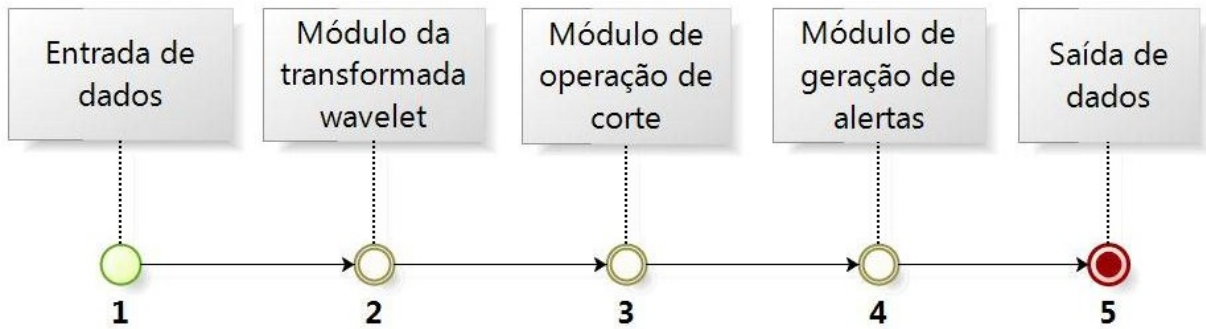 Entrada de
dados
Módulo da
transformada
wavelet
Módulo de
operação de
corte
Módulo de
geração de
alertas
Saída de
dados
1
2
3
4
5